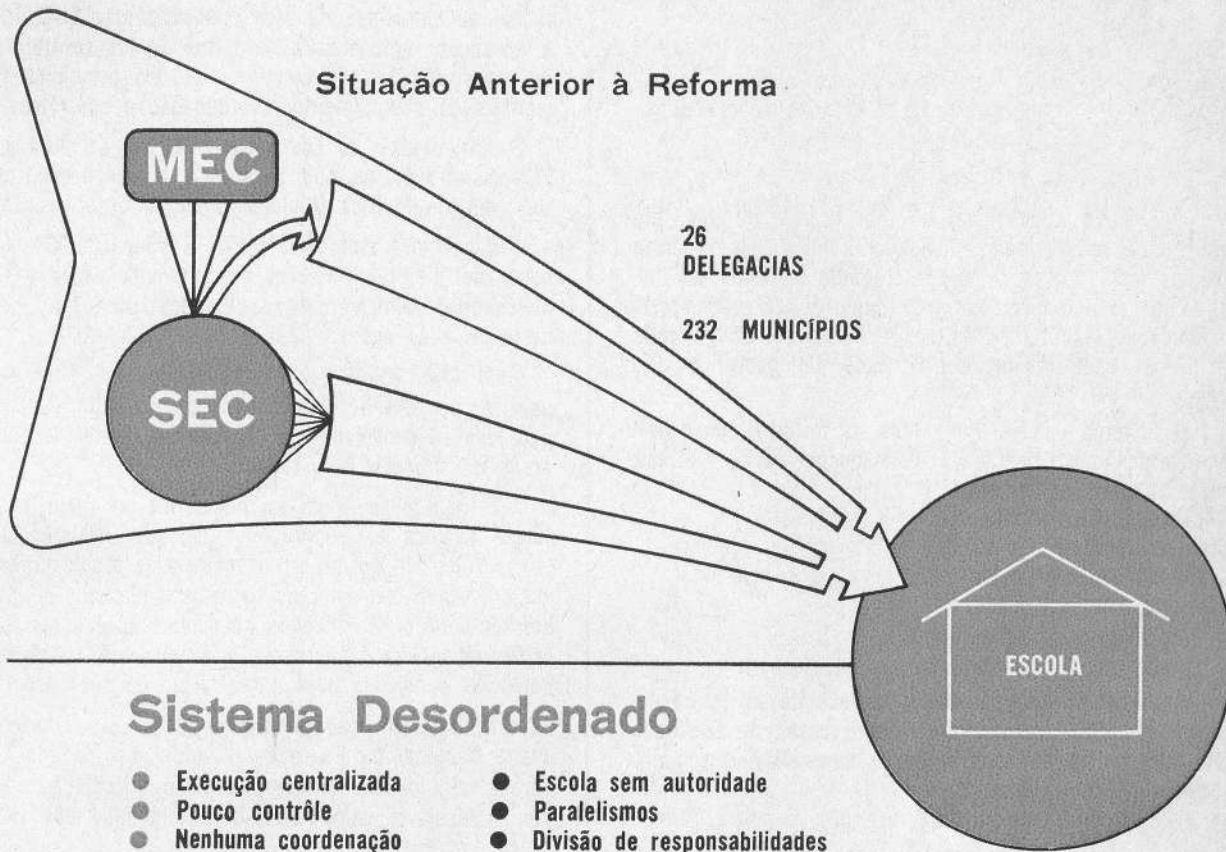 Situação Anterior à Reforma
MEC
26
DELEGACIAS
232 MUNICÍPIOS
SEC
ESCOLA
Sistema Desordenado
Execução centralizada
Pouco contrôle
Nenhuma coordenação
Escola sem autoridade
Paralelismos
Divisão de responsabilidades